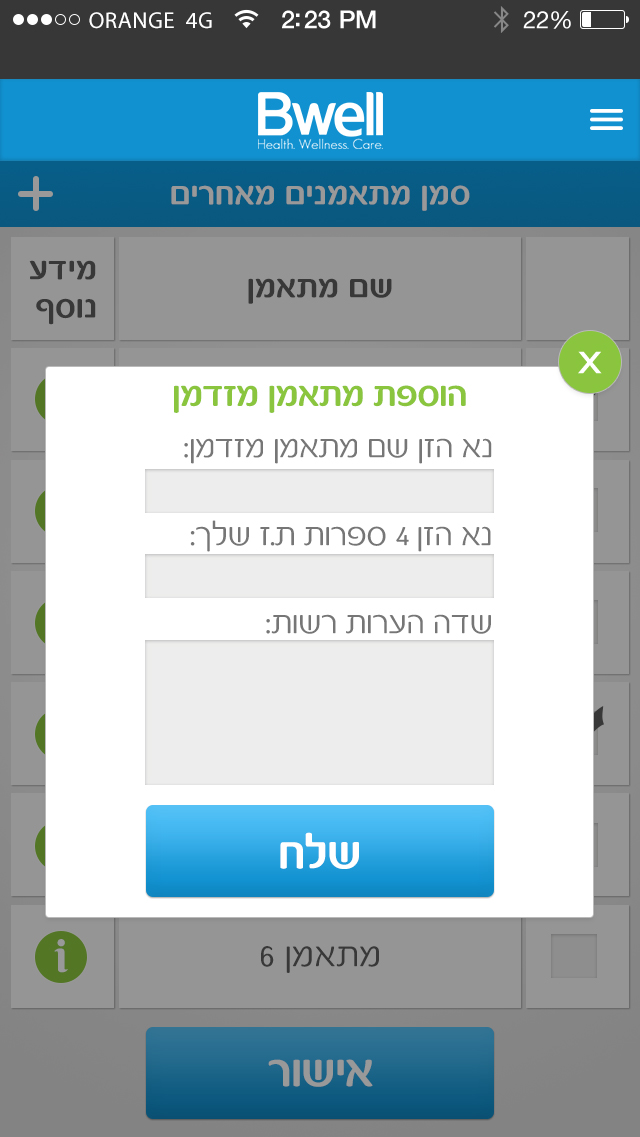 ORANGE 4G 2:23 PM 22%
Bwell
Health. Wellness. Care.
סמן מתאמנים מאחרים
שם מתאמן
מידע
נוסף
X
הוספת מתאמן מזדמן
נא הזן שם מתאמן מזדמן:
נא הזן 4 ספרות ת.ז שלך:
שדה הערות רשות:
שלח
מתאמן 6
i
אישור